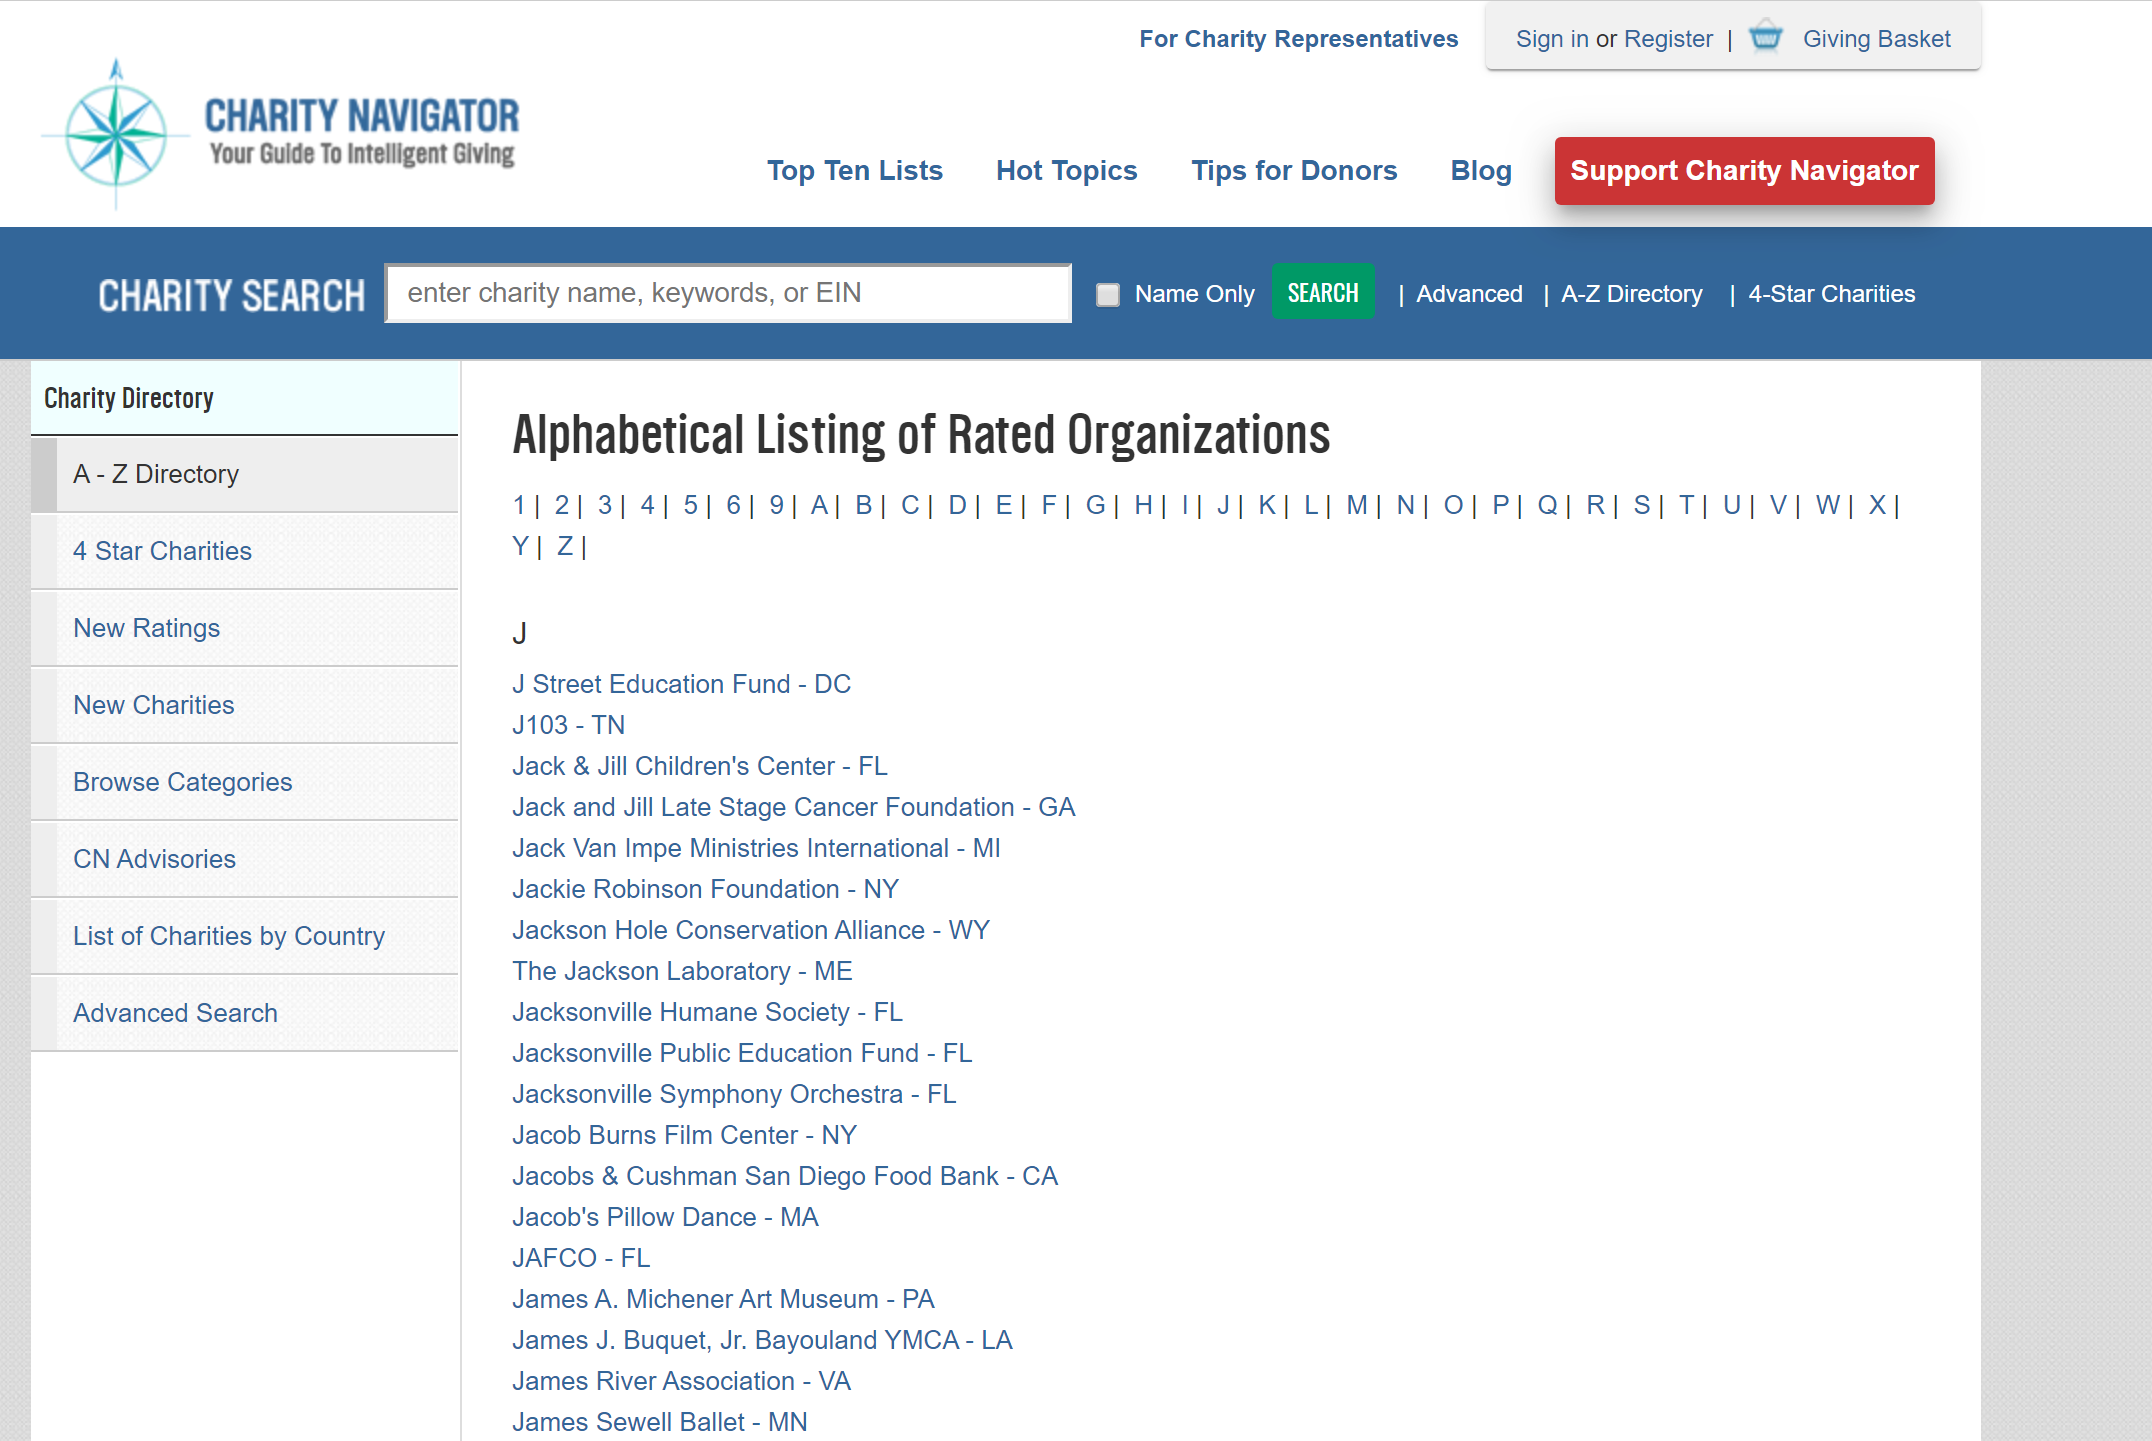 For Charity Representatives
Sign in or Register | Giving Basket
CHARITY NAVIGATOR
Your Guide To Intelligent Giving
Top Ten Lists Hot Topics Tips for Donors Blog Support Charity Navigator
CHARITY SEARCH enter charity name, keywords, or EIN Name Only SEARCH | Advanced | A-Z Directory | 4-Star Charities
Charity Directory
A - Z Directory
4 Star Charities
New Ratings
New Charities
Browse Categories
CN Advisories
List of Charities by Country
Advanced Search
Alphabetical Listing of Rated Organizations
1 | 2 | 3 | 4 | 5 | 6 | 9 | A | B | C | D | E | F | G | H | I | J | K | L | M | N | O | P | Q | R | S | T | U | V | W | X |
Y | Z |
J
J Street Education Fund - DC
J103 - TN
Jack & Jill Children's Center - FL
Jack and Jill Late Stage Cancer Foundation - GA
Jack Van Impe Ministries International - MI
Jackie Robinson Foundation - NY
Jackson Hole Conservation Alliance - WY
The Jackson Laboratory - ME
Jacksonville Humane Society - FL
Jacksonville Public Education Fund - FL
Jacksonville Symphony Orchestra - FL
Jacob Burns Film Center - NY
Jacobs & Cushman San Diego Food Bank - CA
Jacob's Pillow Dance - MA
JAFCO - FL
James A. Michener Art Museum - PA
James J. Buquet, Jr. Bayouland YMCA - LA
James River Association - VA
James Sewell Ballet - MN